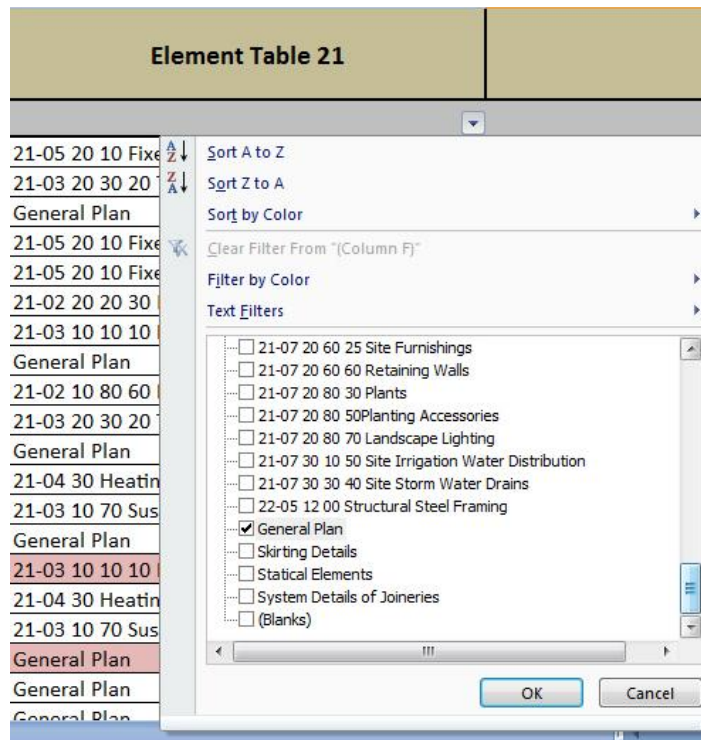 Element Table 21
21-05 20 10 Fixe
21-03 20 30 20
General Plan
21-05 20 10 Fixe
21-05 20 10 Fixe
21-02 20 20 30
21-03 10 10 10
General Plan
21-02 10 80 60
21-03 20 30 20
General Plan
21-04 30 Heatin
21-03 10 70 Sus
General Plan
21-03 10 10 10
21-04 30 Heatin
21-03 10 70 Sus
General Plan
General Plan
General Plan
Sort A to Z
Sort Z to A
Sort by Color
Clear Filter From "(Column F)"
Filter by Color
Text Filters
21-07 20 60 25 Site Furnishings
21-07 20 60 60 Retaining Walls
21-07 20 80 30 Plants
21-07 20 80 50Planting Accessories
21-07 20 80 70 Landscape Lighting
21-07 30 10 50 Site Irrigation Water Distribution
21-07 30 30 40 Site Storm Water Drains
22-05 12 00 Structural Steel Framing
General Plan
Skirting Details
Statical Elements
System Details of Joineries
(Blanks)
OK Cancel